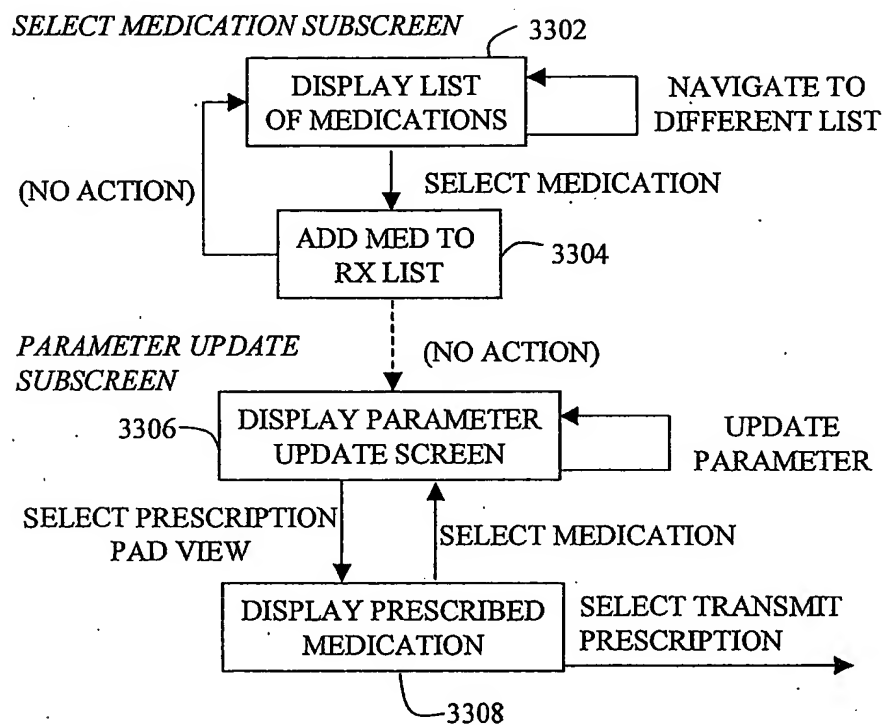 SELECT MEDICATION SUBSCREEN
3302
DISPLAY LIST
OF MEDICATIONS
NAVIGATE TO
DIFFERENT LIST
(NO ACTION)
SELECT MEDICATION
ADD MED TO
RX LIST
3304
PARAMETER UPDATE
SUBSCREEN
(NO ACTION)
3306
DISPLAY PARAMETER
UPDATE SCREEN
UPDATE
PARAMETER
SELECT PRESCRIPTION
PAD VIEW
SELECT MEDICATION
DISPLAY PRESCRIBED
MEDICATION
SELECT TRANSMIT
PRESCRIPTION
3308